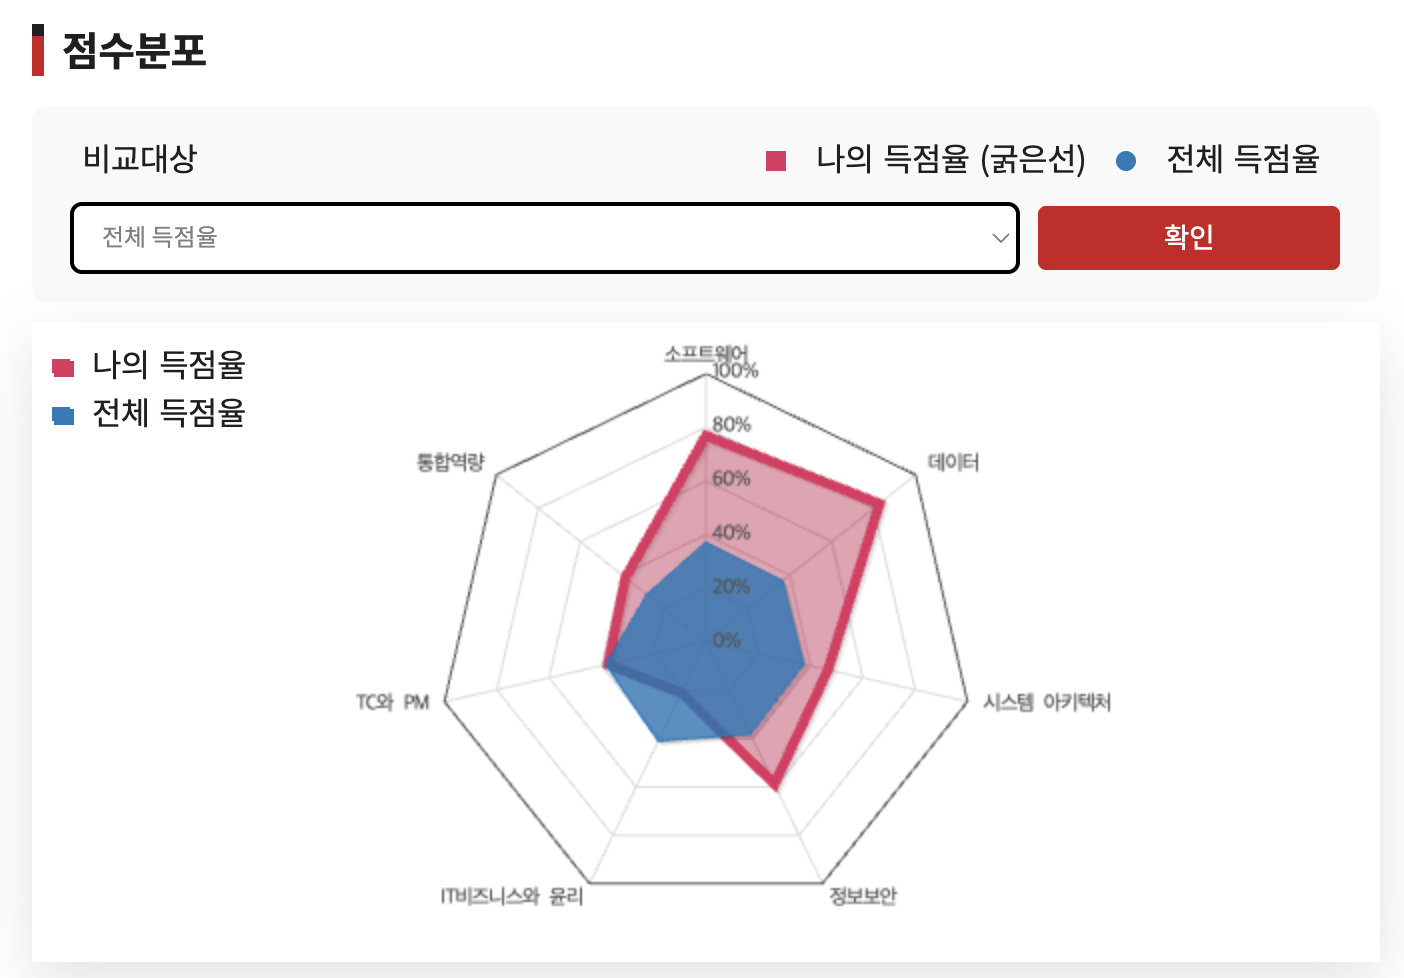 점수분포
비교대상
나의 득점율 (굵은선)
전체 득점율
전체 득점율
확인
나의 득점율
전체 득점율
소프트웨어
100%
80%
60%
40%
20%
0%
데이터
시스템 아키텍처
정보보안
IT비즈니스와 윤리
TC와 PM
통합역량